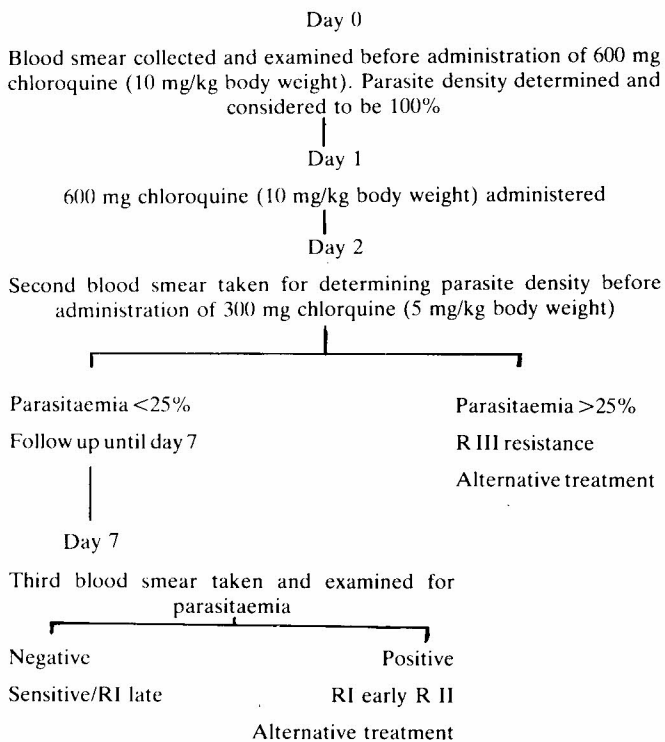 Day 0
Blood smear collected and examined before administration of 600 mg
chloroquine (10 mg/kg body weight). Parasite density determined and
considered to be 100%
Day 1
600 mg chloroquine (10 mg/kg body weight) administered
Day 2
Second blood smear taken for determining parasite density before
administration of 300 mg chlorquine (5 mg/kg body weight)
Parasitaemia <25%
Follow up until day 7
Parasitaemia >25%
R III resistance
Alternative treatment
Day 7
Third blood smear taken and examined for
parasitaemia
Negative
Sensitive/RI late
Positive
RI early R II
Alternative treatment